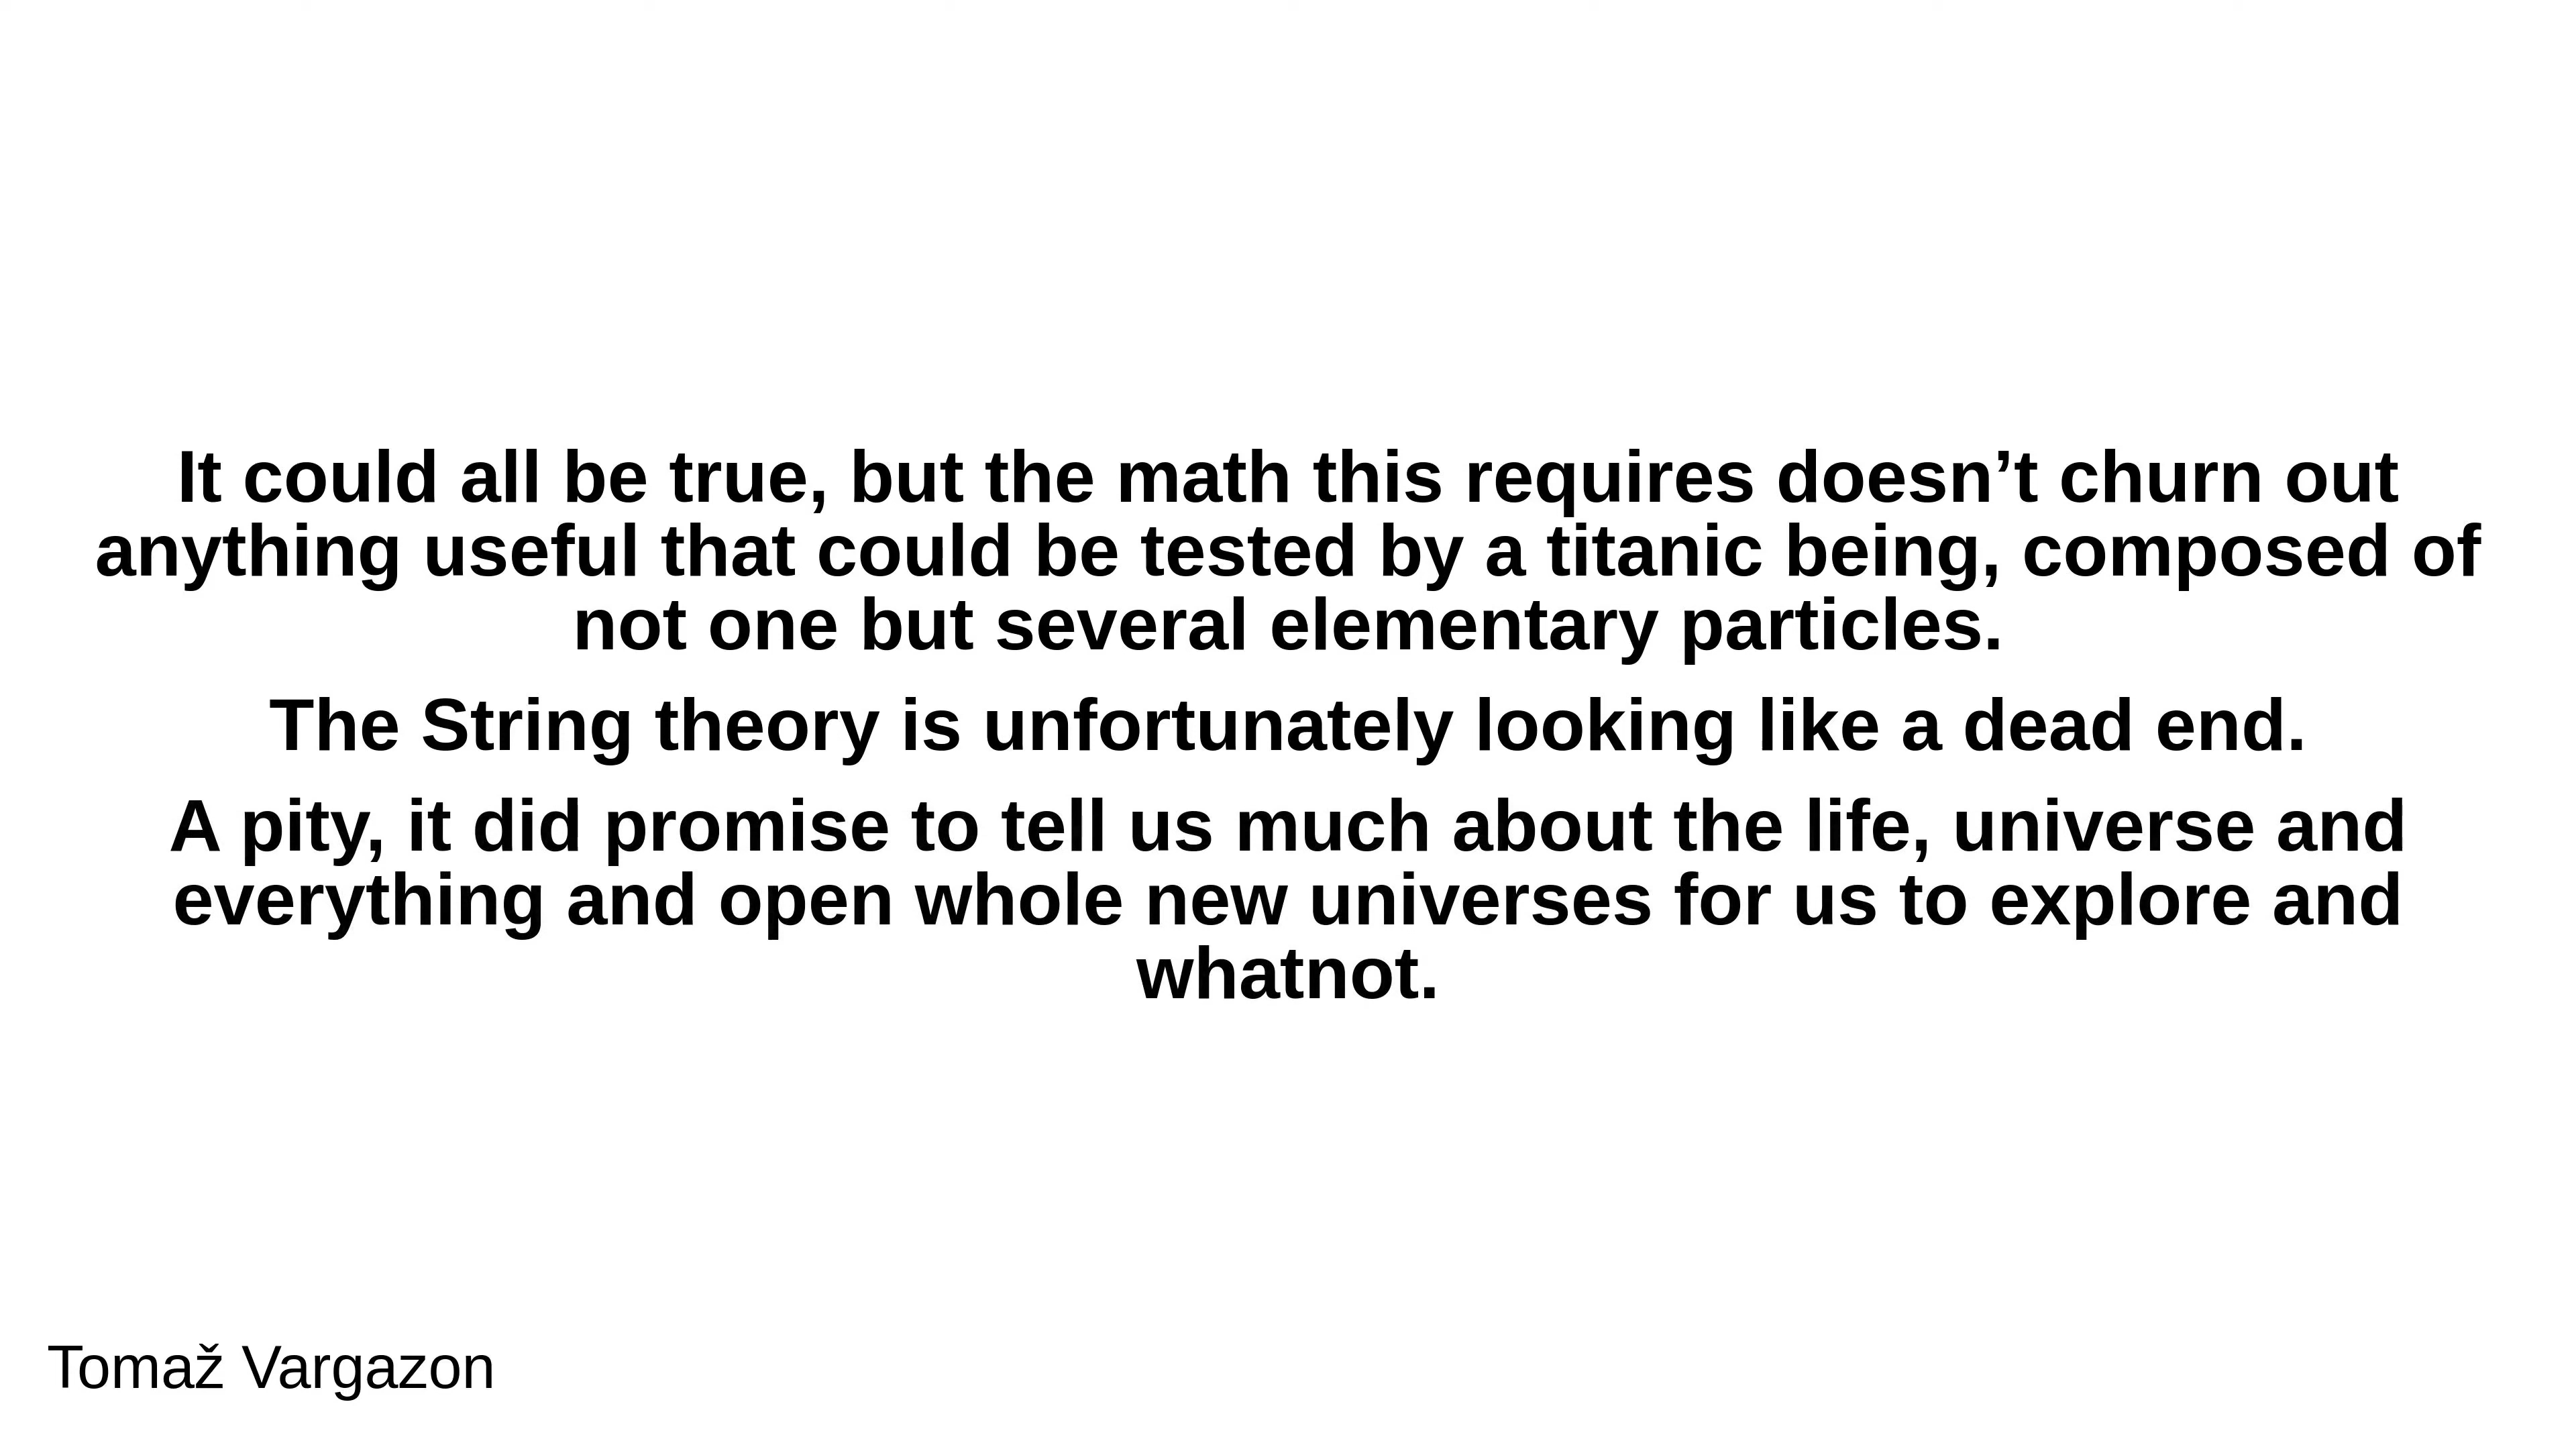 It could all be true, but the math this requires doesn’t churn out
anything useful that could be tested by a titanic being, composed of
not one but several elementary particles.
The String theory is unfortunately looking like a dead end.
A pity, it did promise to tell us much about the life, universe and
everything and open whole new universes for us to explore and
whatnot.
Tomaž Vargazon